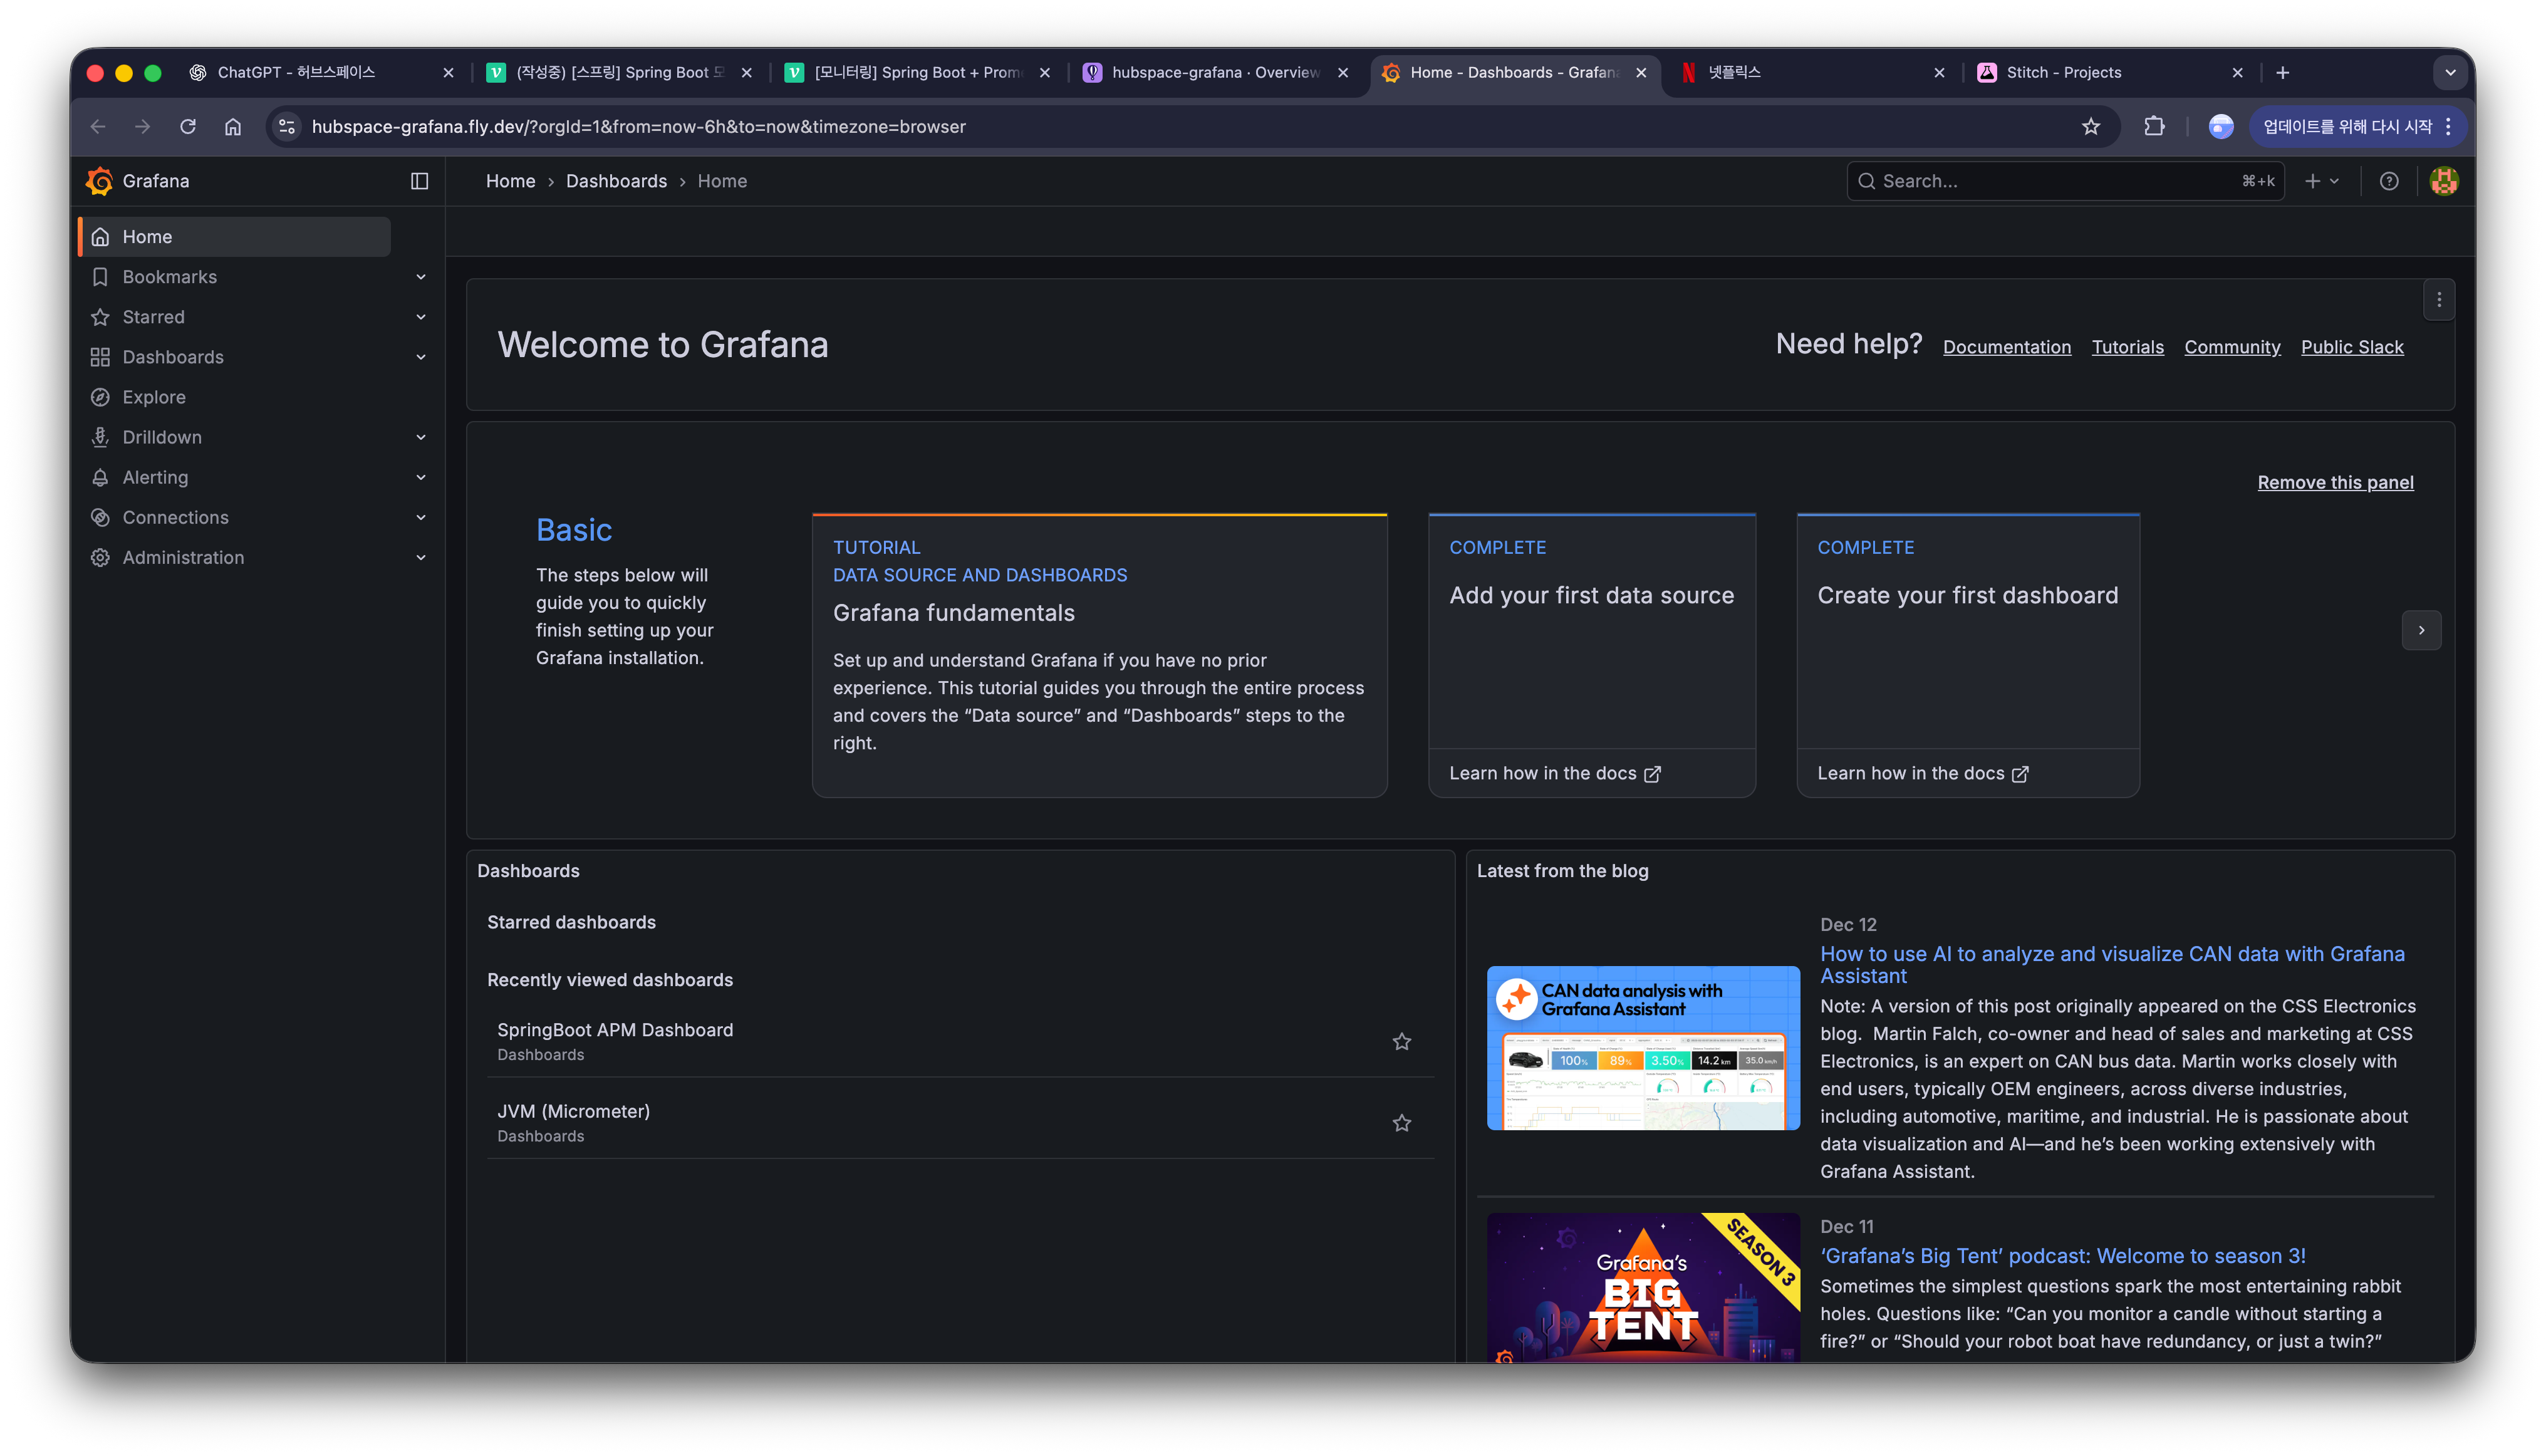 ChatGPT - 허브스페이스
(작성중) [스프링] Spring Boot 모
[모니터링] Spring Boot + Prom
hubspace-grafana · Overview
Home - Dashboards - Grafana
넷플릭스
Stitch - Projects
hubspace-grafana.fly.dev/?orgId=1&from=now-6h&to=now&timezone=browser
업데이트를 위해 다시 시작
Grafana
Home › Dashboards › Home
Search...
⌘+k
Home
Bookmarks
Starred
Dashboards
Explore
Drilldown
Alerting
Connections
Administration
Welcome to Grafana
Need help?
Documentation
Tutorials
Community
Public Slack
Remove this panel
Basic
The steps below will
guide you to quickly
finish setting up your
Grafana installation.
TUTORIAL
DATA SOURCE AND DASHBOARDS
Grafana fundamentals
Set up and understand Grafana if you have no prior
experience. This tutorial guides you through the entire process
and covers the “Data source” and “Dashboards” steps to the
right.
COMPLETE
Add your first data source
Learn how in the docs
COMPLETE
Create your first dashboard
Learn how in the docs
Dashboards
Starred dashboards
Recently viewed dashboards
SpringBoot APM Dashboard
Dashboards
JVM (Micrometer)
Dashboards
Latest from the blog
CAN data analysis with
Grafana Assistant
100%
89%
3.50%
14.2 km
35.0 km/h
Dec 12
How to use AI to analyze and visualize CAN data with Grafana
Assistant
Note: A version of this post originally appeared on the CSS Electronics
blog. Martin Falch, co-owner and head of sales and marketing at CSS
Electronics, is an expert on CAN bus data. Martin works closely with
end users, typically OEM engineers, across diverse industries,
including automotive, maritime, and industrial. He is passionate about
data visualization and AI—and he’s been working extensively with
Grafana Assistant.
SEASON 3
Grafana’s
BIG
TENT
Dec 11
‘Grafana’s Big Tent’ podcast: Welcome to season 3!
Sometimes the simplest questions spark the most entertaining rabbit
holes. Questions like: “Can you monitor a candle without starting a
fire?” or “Should your robot boat have redundancy, or just a twin?”